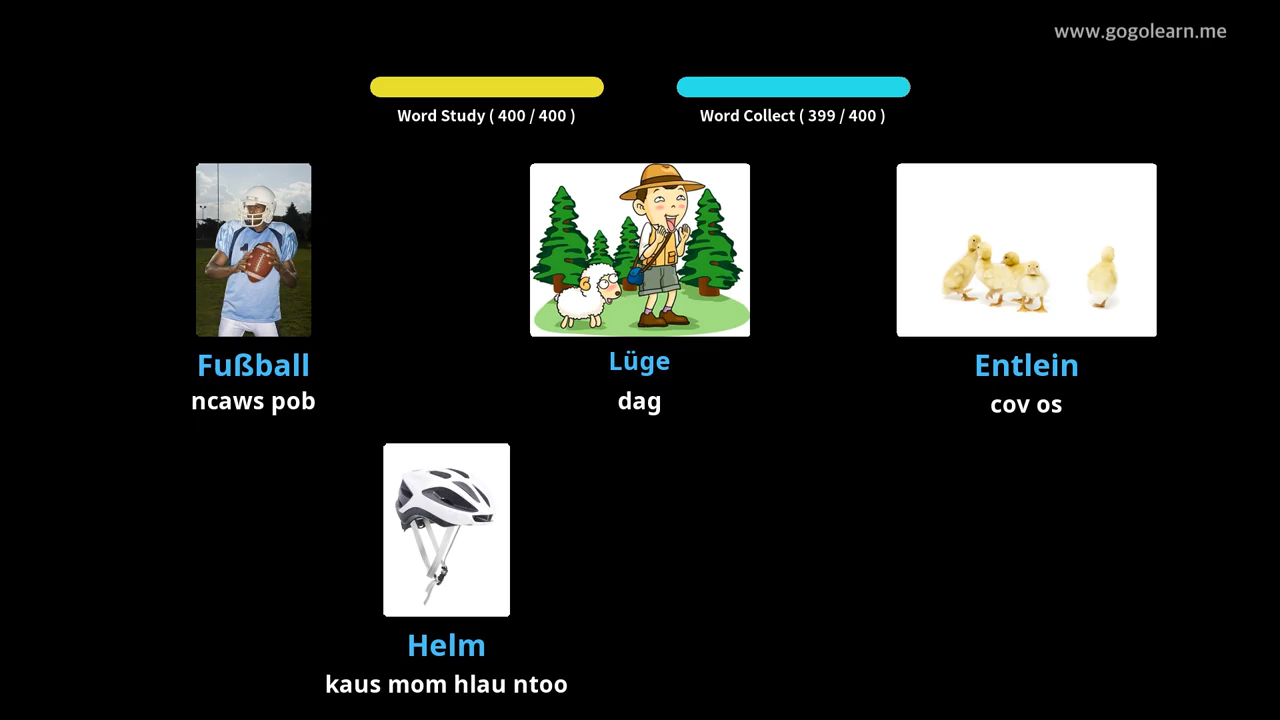 www.gogolearn.me
Word Study ( 400 / 400 )
Word Collect ( 399 / 400 )
Fußball
ncaws pob
Lüge
dag
Entlein
cov os
Helm
kaus mom hlau ntoo